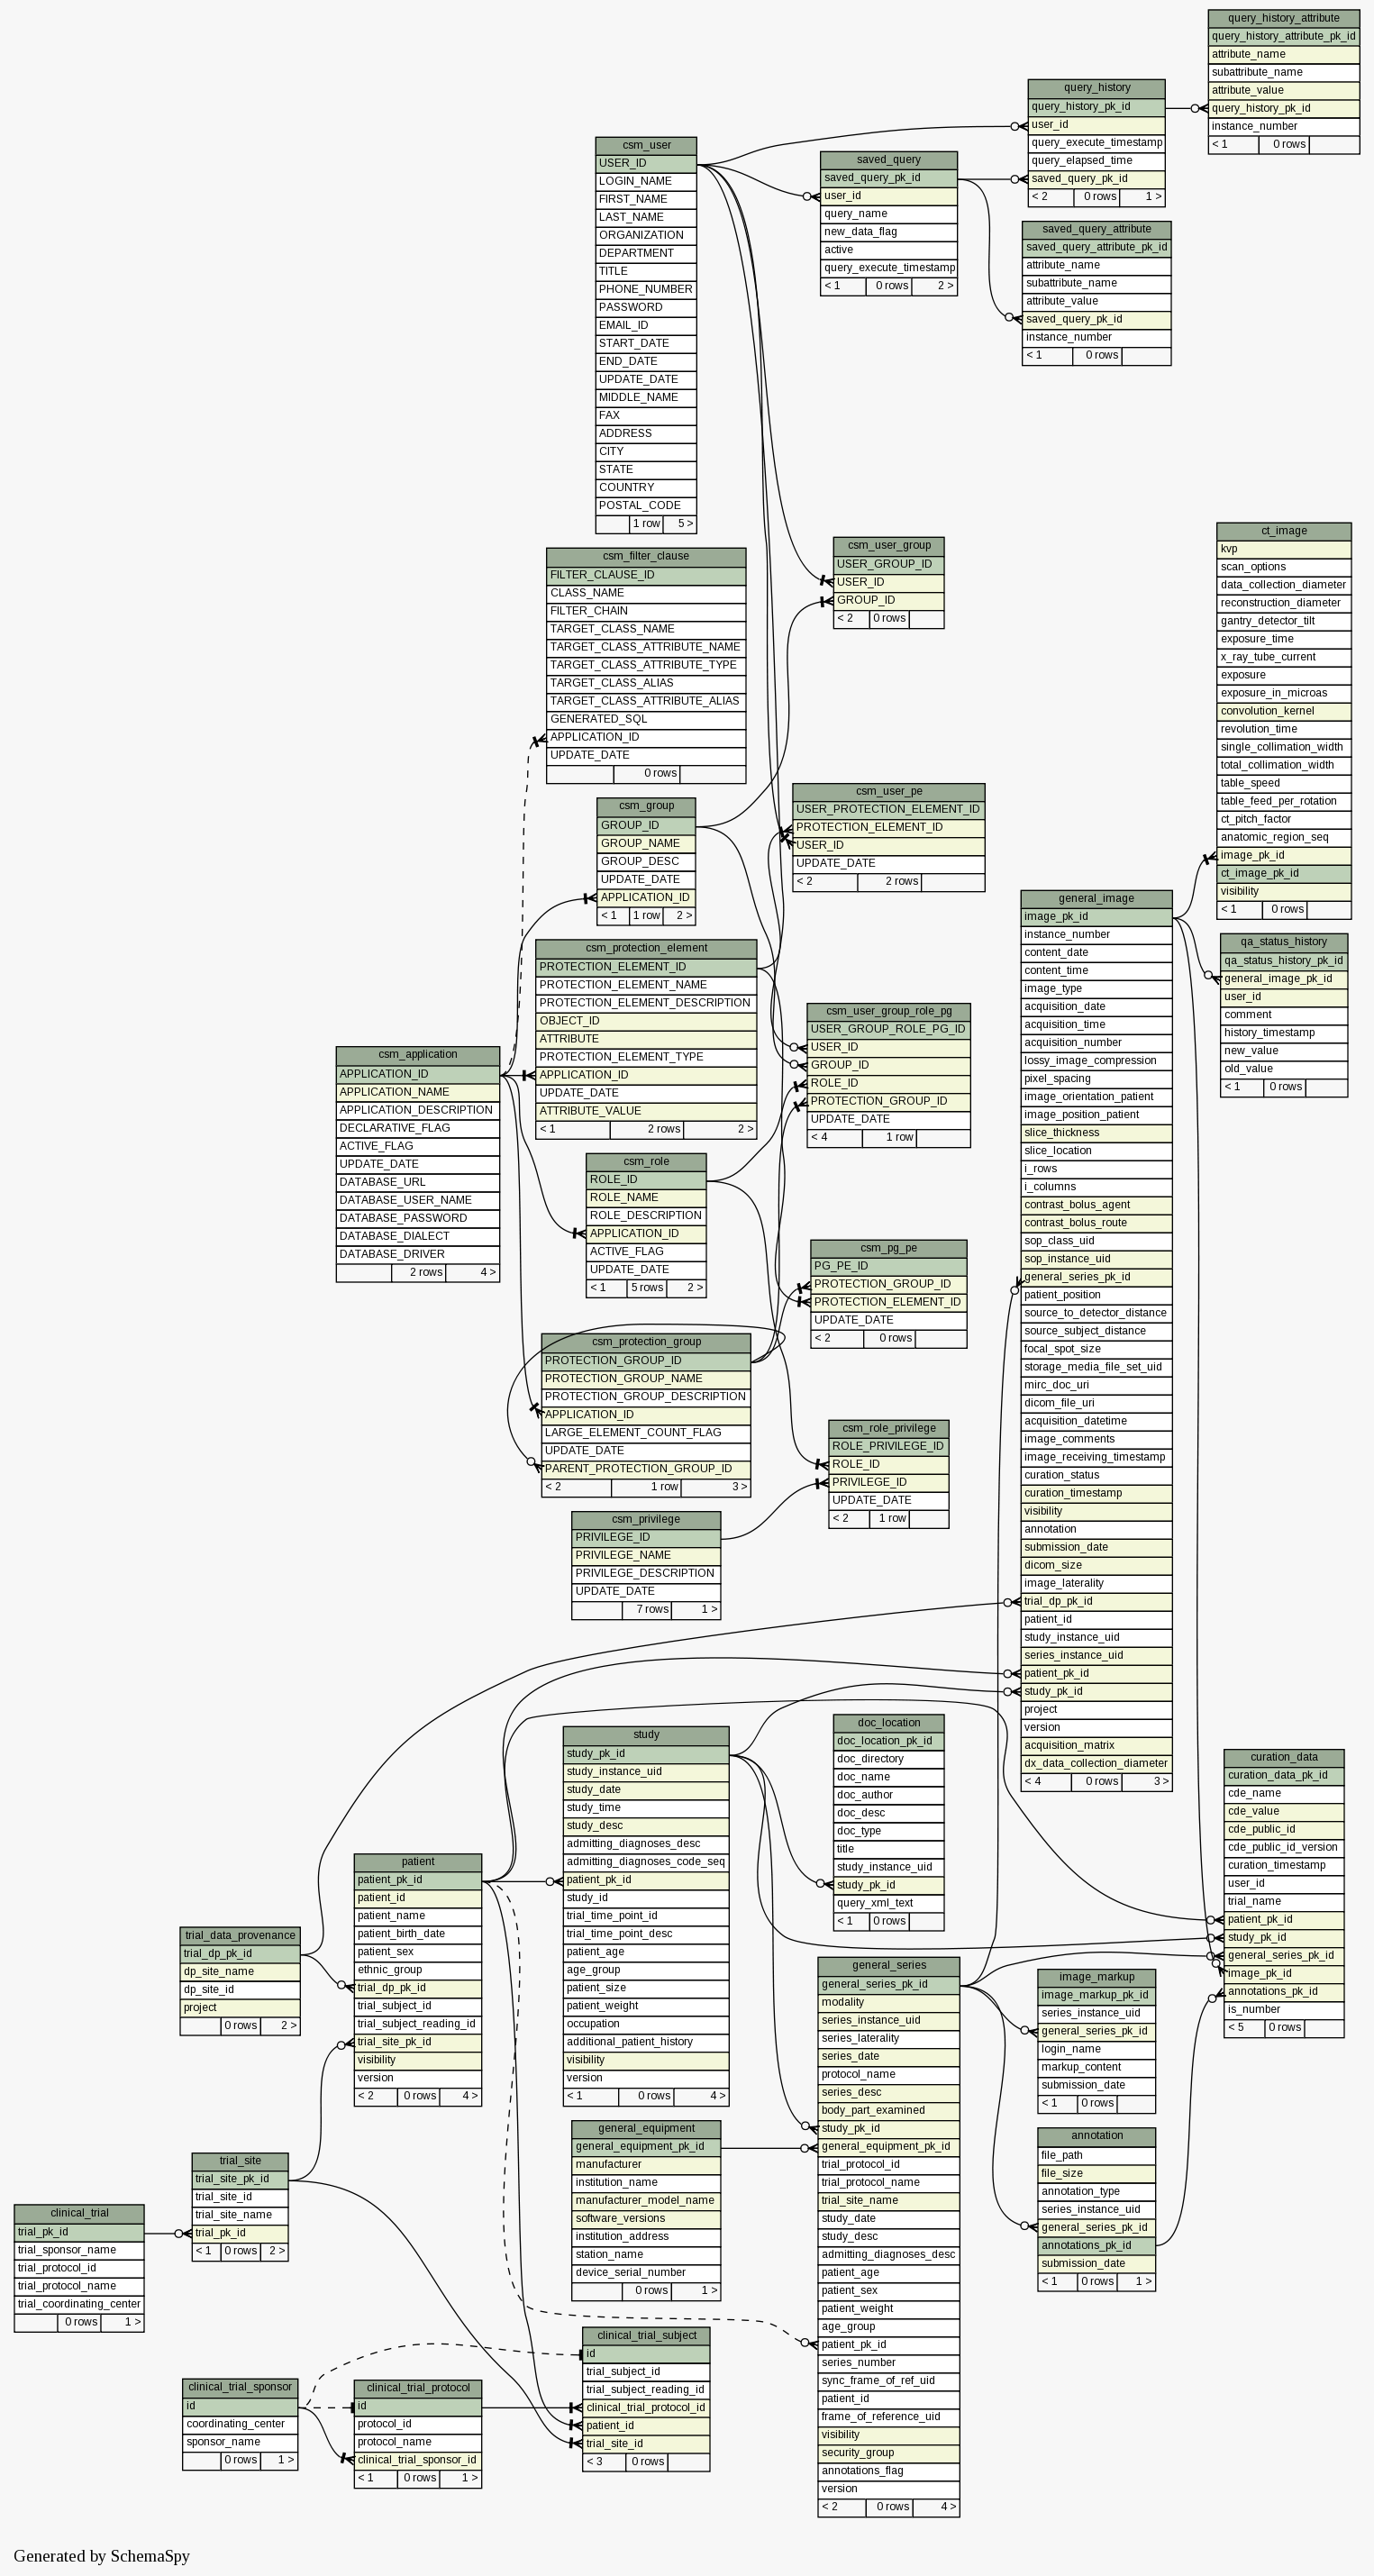 query_history_attribute
query_history_attribute_pk_id
attribute_name
subattribute_name
attribute_value
query_history_pk_id
instance_number
< 1 0 rows
query_history
query_history_pk_id
user_id
query_execute_timestamp
query_elapsed_time
saved_query_pk_id
< 2 0 rows 1 >
csm_user
USER_ID
LOGIN_NAME
FIRST_NAME
LAST_NAME
ORGANIZATION
DEPARTMENT
TITLE
PHONE_NUMBER
PASSWORD
EMAIL_ID
START_DATE
END_DATE
UPDATE_DATE
MIDDLE_NAME
FAX
ADDRESS
CITY
STATE
COUNTRY
POSTAL_CODE
1 row 5 >
saved_query
saved_query_pk_id
user_id
query_name
new_data_flag
active
query_execute_timestamp
< 1 0 rows 2 >
saved_query_attribute
saved_query_attribute_pk_id
attribute_name
subattribute_name
attribute_value
saved_query_pk_id
instance_number
< 1 0 rows
ct_image
kvp
scan_options
data_collection_diameter
reconstruction_diameter
gantry_detector_tilt
exposure_time
x_ray_tube_current
exposure
exposure_in_microas
convolution_kernel
revolution_time
single_collimation_width
total_collimation_width
table_speed
table_feed_per_rotation
ct_pitch_factor
anatomic_region_seq
image_pk_id
ct_image_pk_id
visibility
< 1 0 rows
csm_user_group
USER_GROUP_ID
USER_ID
GROUP_ID
< 2 0 rows
csm_filter_clause
FILTER_CLAUSE_ID
CLASS_NAME
FILTER_CHAIN
TARGET_CLASS_NAME
TARGET_CLASS_ATTRIBUTE_NAME
TARGET_CLASS_ATTRIBUTE_TYPE
TARGET_CLASS_ALIAS
TARGET_CLASS_ATTRIBUTE_ALIAS
GENERATED_SQL
APPLICATION_ID
UPDATE_DATE
0 rows
csm_user_pe
USER_PROTECTION_ELEMENT_ID
PROTECTION_ELEMENT_ID
USER_ID
UPDATE_DATE
< 2 2 rows
csm_group
GROUP_ID
GROUP_NAME
GROUP_DESC
UPDATE_DATE
APPLICATION_ID
< 1 1 row 2 >
general_image
image_pk_id
instance_number
content_date
content_time
image_type
acquisition_date
acquisition_time
acquisition_number
lossy_image_compression
pixel_spacing
image_orientation_patient
image_position_patient
slice_thickness
slice_location
i_rows
i_columns
contrast_bolus_agent
contrast_bolus_route
sop_class_uid
sop_instance_uid
general_series_pk_id
patient_position
source_to_detector_distance
source_subject_distance
focal_spot_size
storage_media_file_set_uid
mirc_doc_uri
dicom_file_uri
acquisition_datetime
image_comments
image_receiving_timestamp
curation_status
curation_timestamp
visibility
annotation
submission_date
dicom_size
image_laterality
trial_dp_pk_id
patient_id
study_instance_uid
series_instance_uid
patient_pk_id
study_pk_id
project
version
acquisition_matrix
dx_data_collection_diameter
< 4 0 rows 3 >
qa_status_history
qa_status_history_pk_id
general_image_pk_id
user_id
comment
history_timestamp
new_value
old_value
< 1 0 rows
csm_protection_element
PROTECTION_ELEMENT_ID
PROTECTION_ELEMENT_NAME
PROTECTION_ELEMENT_DESCRIPTION
OBJECT_ID
ATTRIBUTE
PROTECTION_ELEMENT_TYPE
APPLICATION_ID
UPDATE_DATE
ATTRIBUTE_VALUE
< 1 2 rows 2 >
csm_user_group_role_pg
USER_GROUP_ROLE_PG_ID
USER_ID
GROUP_ID
ROLE_ID
PROTECTION_GROUP_ID
UPDATE_DATE
< 4 1 row
csm_application
APPLICATION_ID
APPLICATION_NAME
APPLICATION_DESCRIPTION
DECLARATIVE_FLAG
ACTIVE_FLAG
UPDATE_DATE
DATABASE_URL
DATABASE_USER_NAME
DATABASE_PASSWORD
DATABASE_DIALECT
DATABASE_DRIVER
2 rows 4 >
csm_role
ROLE_ID
ROLE_NAME
ROLE_DESCRIPTION
APPLICATION_ID
ACTIVE_FLAG
UPDATE_DATE
< 1 5 rows 2 >
csm_pg_pe
PG_PE_ID
PROTECTION_GROUP_ID
PROTECTION_ELEMENT_ID
UPDATE_DATE
< 2 0 rows
csm_protection_group
PROTECTION_GROUP_ID
PROTECTION_GROUP_NAME
PROTECTION_GROUP_DESCRIPTION
APPLICATION_ID
LARGE_ELEMENT_COUNT_FLAG
UPDATE_DATE
PARENT_PROTECTION_GROUP_ID
< 2 1 row 3 >
csm_role_privilege
ROLE_PRIVILEGE_ID
ROLE_ID
PRIVILEGE_ID
UPDATE_DATE
< 2 1 row
csm_privilege
PRIVILEGE_ID
PRIVILEGE_NAME
PRIVILEGE_DESCRIPTION
UPDATE_DATE
7 rows 1 >
study
study_pk_id
study_instance_uid
study_date
study_time
study_desc
admitting_diagnoses_desc
admitting_diagnoses_code_seq
patient_pk_id
study_id
trial_time_point_id
trial_time_point_desc
patient_age
age_group
patient_size
patient_weight
occupation
additional_patient_history
visibility
version
< 1 0 rows 4 >
doc_location
doc_location_pk_id
doc_directory
doc_name
doc_author
doc_desc
doc_type
title
study_instance_uid
study_pk_id
query_xml_text
< 1 0 rows
curation_data
curation_data_pk_id
cde_name
cde_value
cde_public_id
cde_public_id_version
curation_timestamp
user_id
trial_name
patient_pk_id
study_pk_id
general_series_pk_id
image_pk_id
annotations_pk_id
is_number
< 5 0 rows
patient
patient_pk_id
patient_id
patient_name
patient_birth_date
patient_sex
ethnic_group
trial_dp_pk_id
trial_subject_id
trial_subject_reading_id
trial_site_pk_id
visibility
version
< 2 0 rows 4 >
trial_data_provenance
trial_dp_pk_id
dp_site_name
dp_site_id
project
0 rows 2 >
general_series
general_series_pk_id
modality
series_instance_uid
series_laterality
series_date
protocol_name
series_desc
body_part_examined
study_pk_id
general_equipment_pk_id
trial_protocol_id
trial_protocol_name
trial_site_name
study_date
study_desc
admitting_diagnoses_desc
patient_age
patient_sex
patient_weight
age_group
patient_pk_id
series_number
sync_frame_of_ref_uid
patient_id
frame_of_reference_uid
visibility
security_group
annotations_flag
version
< 2 0 rows 4 >
image_markup
image_markup_pk_id
series_instance_uid
general_series_pk_id
login_name
markup_content
submission_date
< 1 0 rows
general_equipment
general_equipment_pk_id
manufacturer
institution_name
manufacturer_model_name
software_versions
institution_address
station_name
device_serial_number
0 rows 1 >
annotation
file_path
file_size
annotation_type
series_instance_uid
general_series_pk_id
annotations_pk_id
submission_date
< 1 0 rows 1 >
trial_site
trial_site_pk_id
trial_site_id
trial_site_name
trial_pk_id
< 1 0 rows 2 >
clinical_trial
trial_pk_id
trial_sponsor_name
trial_protocol_id
trial_protocol_name
trial_coordinating_center
0 rows 1 >
clinical_trial_subject
id
trial_subject_id
trial_subject_reading_id
clinical_trial_protocol_id
patient_id
trial_site_id
< 3 0 rows
clinical_trial_sponsor
id
coordinating_center
sponsor_name
0 rows 1 >
clinical_trial_protocol
id
protocol_id
protocol_name
clinical_trial_sponsor_id
< 1 0 rows 1 >
Generated by SchemaSpy